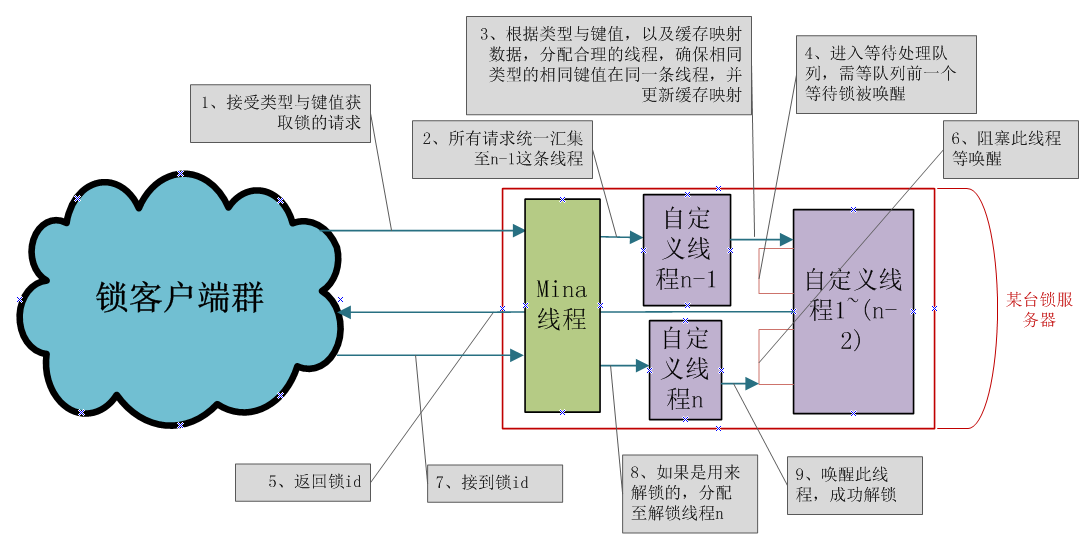 3、根据类型与键值，以及缓存映射
数据，分配合理的线程，确保相同
类型的相同键值在同一条线程，并
更新缓存映射
4、进入等待处理队
列，需等队列前一个
等待锁被唤醒
1、接受类型与键值获
取锁的请求
2、所有请求统一汇集
至n-1这条线程
6、阻塞此线程
等唤醒
锁客户端群
Mina
线程
自定
义线
程n-1
自定
义线
程n
自定义线
程1~(n-
2)
某台锁服
务器
5、返回锁id
7、接到锁id
8、如果是用来
解锁的，分配
至解锁线程n
9、唤醒此线
程，成功解锁